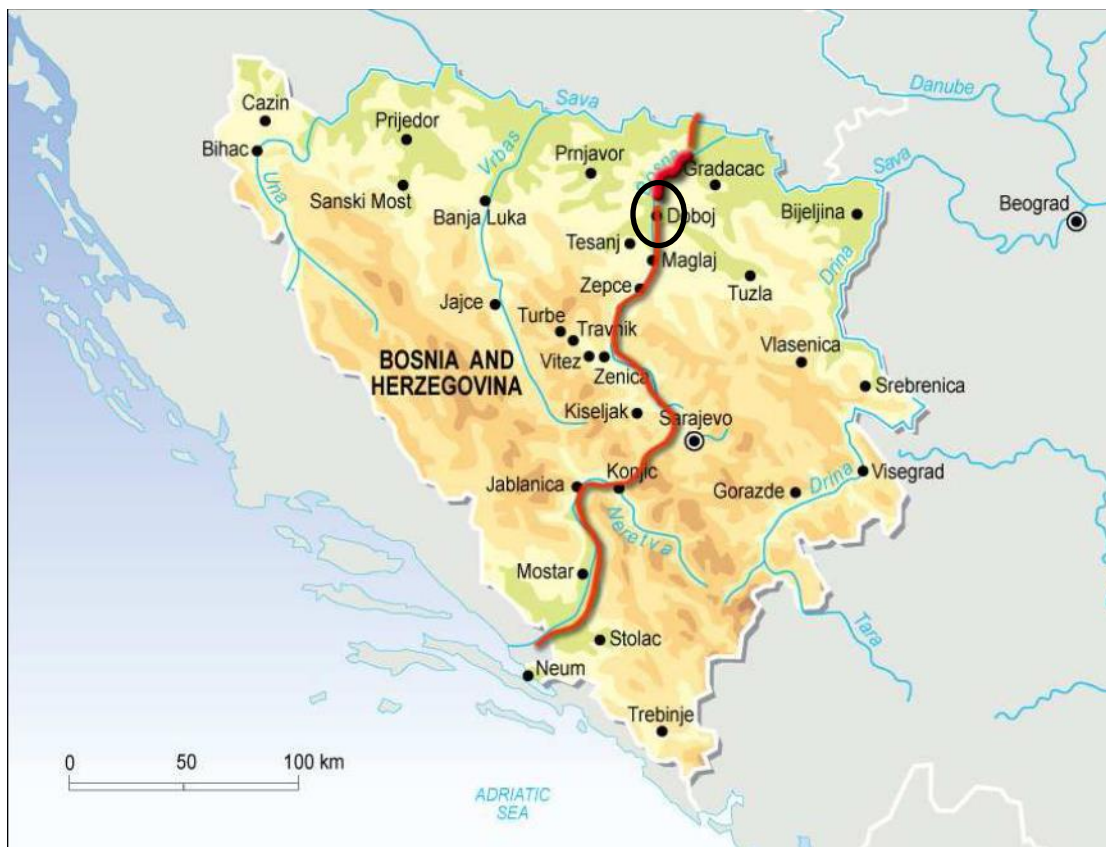 Danube
Cazin
Sava
Prijedor
Bihac
Vrbas
Prnjavor
Bosna
Gradacac
Sava
Una
Sanski Most
Banja Luka
Doboj
Bijeljina
Beograd
Tesanj
Maglaj
Drina
Zepce
Tuzla
Jajce
Turbe
Travnik
BOSNIA AND
HERZEGOVINA
Vitez
Zenica
Vlasenica
Srebrenica
Kiseljak
Sarajevo
Jablanica
Konjic
Gorazde
Drina
Visegrad
Neretva
Mostar
Stolac
Tara
Neum
Trebinje
0 50 100 km
ADRIATIC
SEA